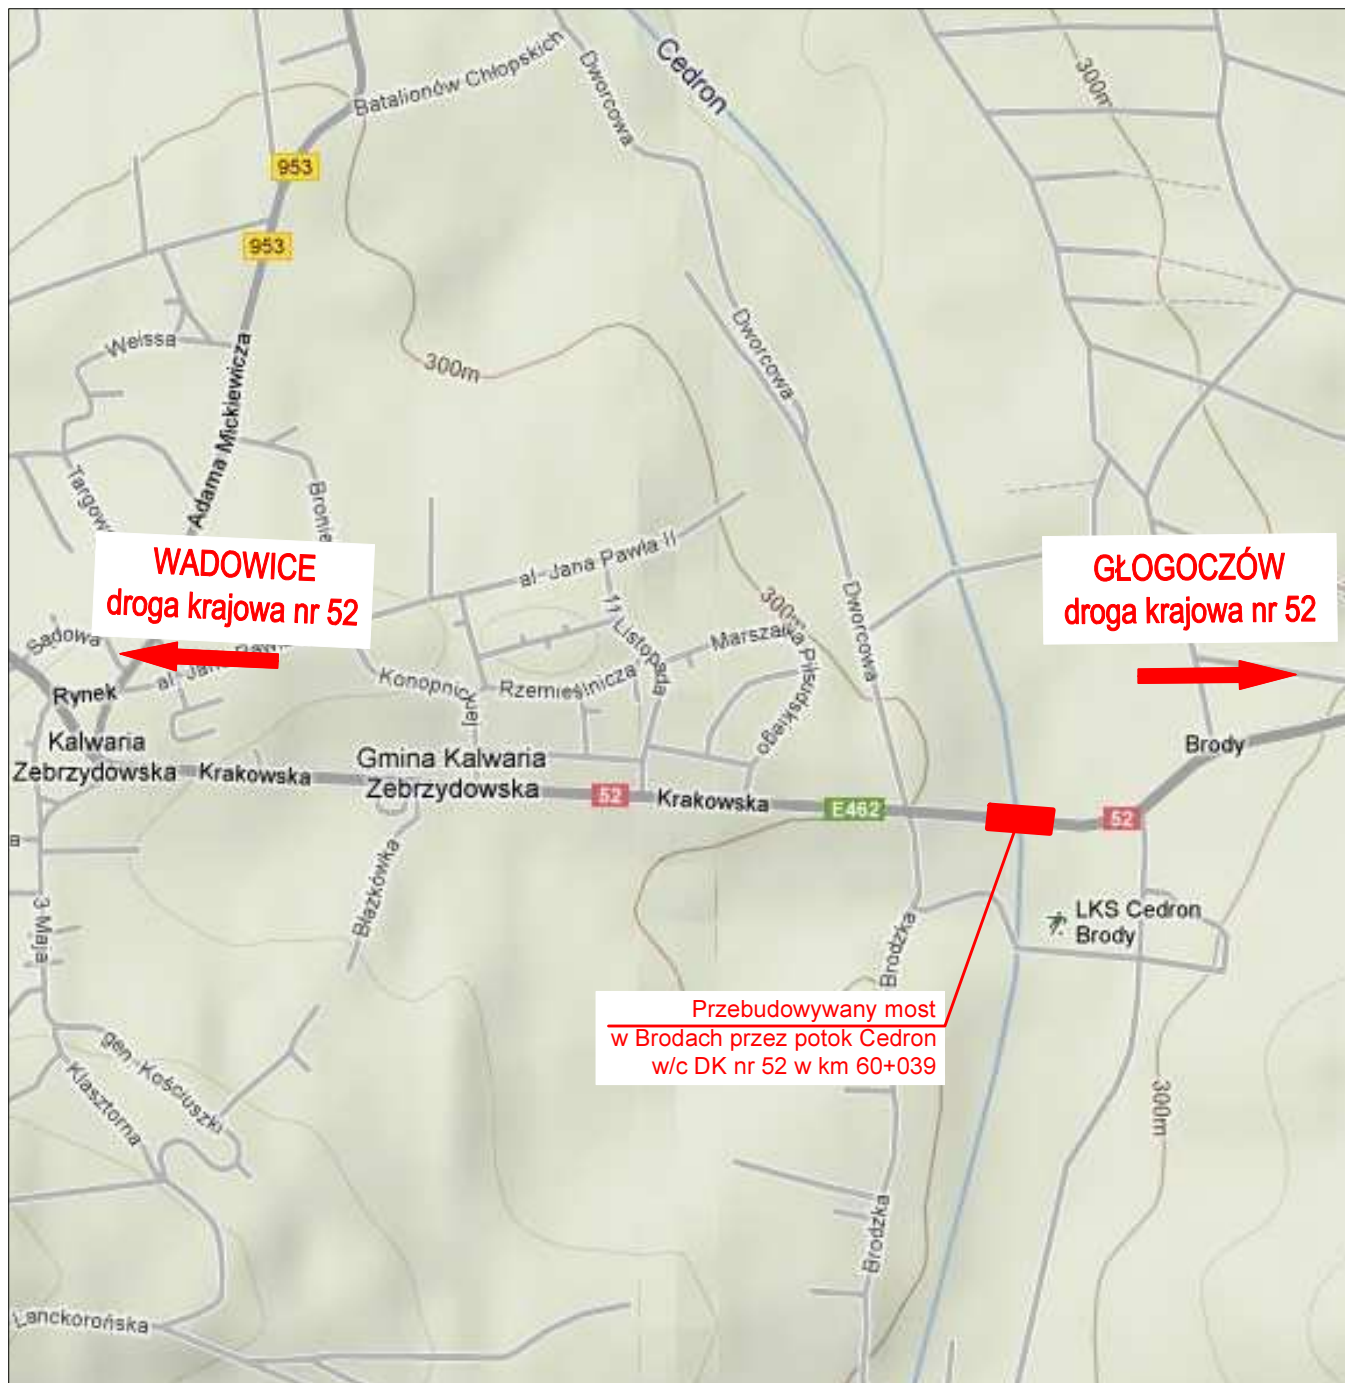 Cedron
Dworcowa
Batalionów Chłopskich
300m
953
953
Weissa
300m
Dworcowa
Adama Mickiewicza
Targowa
WADOWICE
droga krajowa nr 52
al-Jana Pawła II
GŁOGOCZÓW
droga krajowa nr 52
300m
Dworcowa
11 Listopada
Marszałka Piłsudskiego
Sądowa
Rynek
Konopnickiej
Rzemieślnicza
Kalwaria
Zebrzydowska
Krakowska
Gmina Kalwaria
Zebrzydowska
52
Krakowska
E462
52
Brody
Błażkówka
3 Maja
Brodzka
LKS Cedron
Brody
Przebudowywany most
w Brodach przez potok Cedron
w/c DK nr 52 w km 60+039
gen. Kościuszki
Klasztorna
300m
Brodzka
Lanckorońska